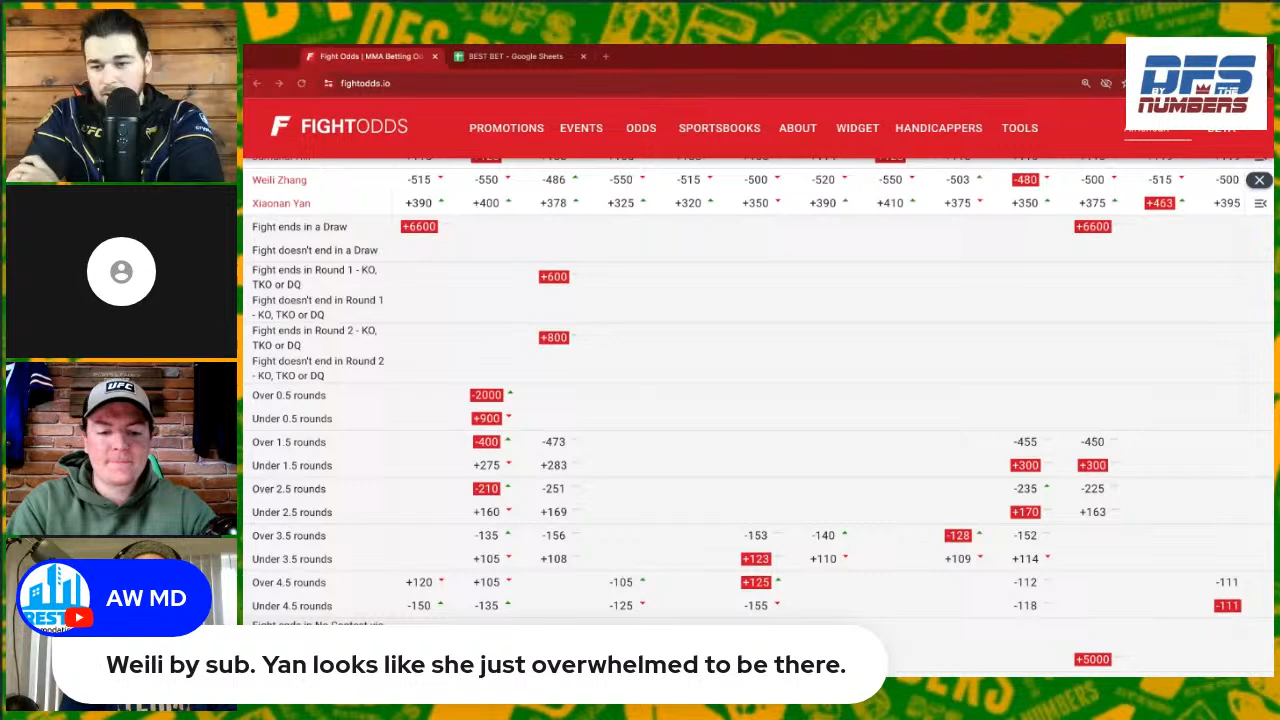 Fight Odds | MMA Betting Od
BEST BET - Google Sheets
fightodds.io
DFS
BY THE
NUMBERS
FIGHTODDS
PROMOTIONS EVENTS ODDS SPORTSBOOKS ABOUT WIDGET HANDICAPPERS TOOLS
Weili Zhang -515 -550 -486 -550 -515 -500 -520 -550 -503 -480 -500 -515 -500
Xiaonan Yan +390 +400 +378 +325 +320 +350 +390 +410 +375 +350 +375 +463 +395
Fight ends in a Draw +6600 +6600
Fight doesn't end in a Draw
Fight ends in Round 1 - KO,
TKO or DQ +600
Fight doesn't end in Round 1
- KO, TKO or DQ
Fight ends in Round 2 - KO,
TKO or DQ +800
Fight doesn't end in Round 2
- KO, TKO or DQ
Over 0.5 rounds -2000
Under 0.5 rounds +900
Over 1.5 rounds -400 -473 -455 -450
Under 1.5 rounds +275 +283 +300 +300
Over 2.5 rounds -210 -251 -235 -225
Under 2.5 rounds +160 +169 +170 +163
Over 3.5 rounds -135 -156 -153 -140 -128 -152
Under 3.5 rounds +105 +108 +123 +110 +109 +114
Over 4.5 rounds +120 +105 -105 +125 -112 -111
Under 4.5 rounds -150 -135 -125 -155 -118 -111
+5000
UFC
UFC
AW MD
Weili by sub. Yan looks like she just overwhelmed to be there.